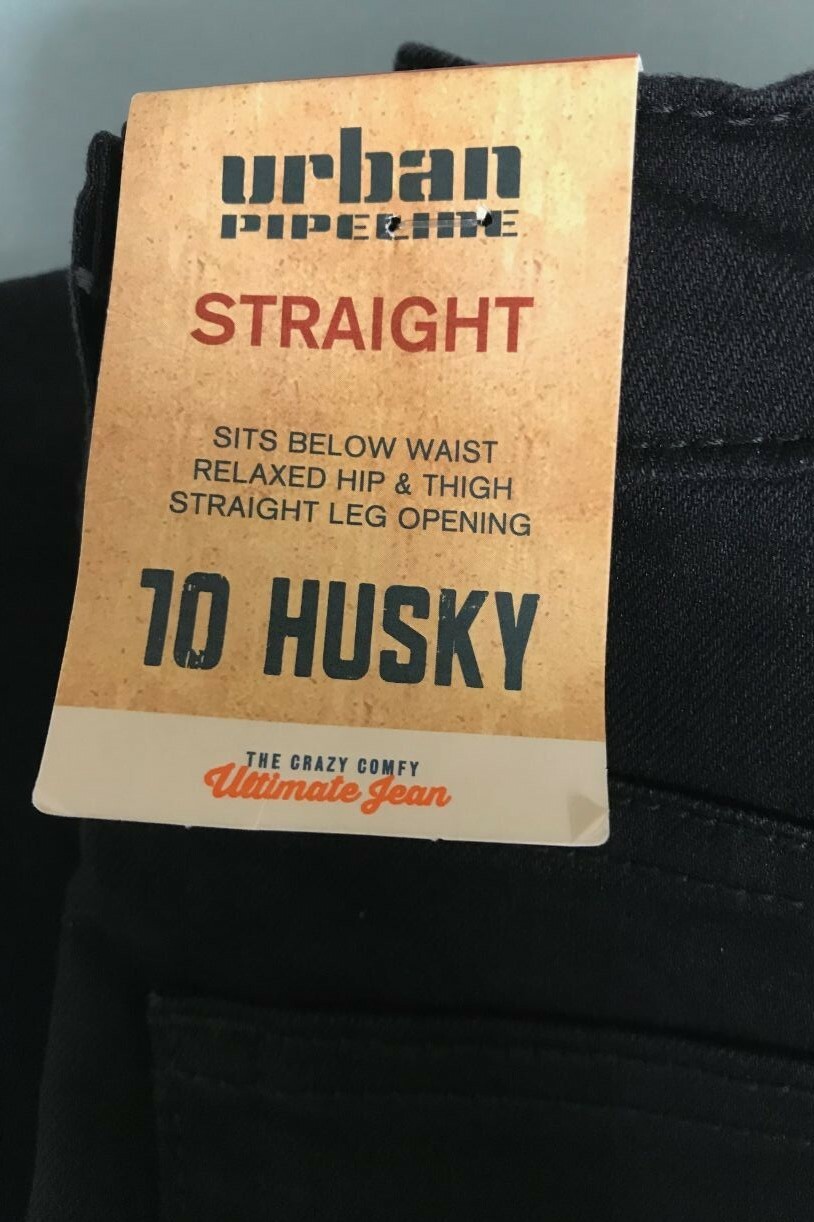 urban
PIPELINE
STRAIGHT
SITS BELOW WAIST
RELAXED HIP & THIGH
STRAIGHT LEG OPENING
10 HUSKY
THE CRAZY COMFY
Ultimate Jean